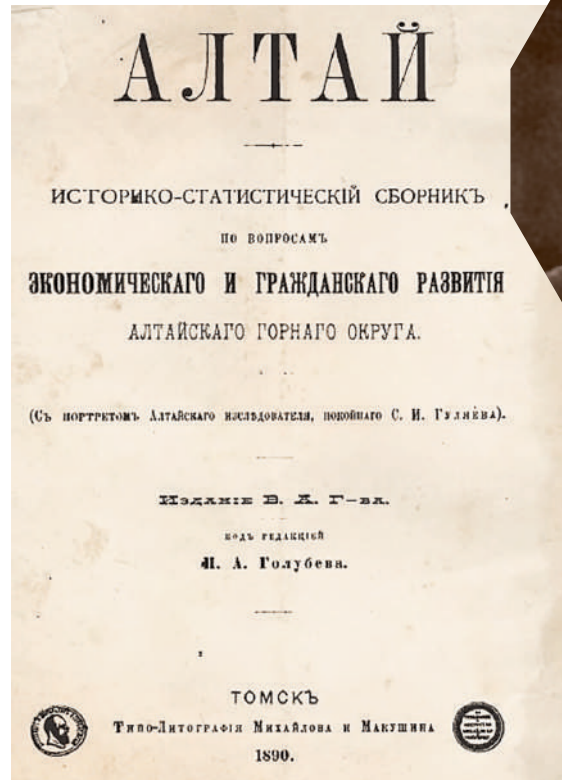 АЛТАЙ
ИСТОРИКО-СТАТИСТИЧЕСКІЙ СБОРНИКЪ
ПО ВОПРОСАМЪ
ЭКОНОМИЧЕСКАГО И ГРАЖДАНСКАГО РАЗВИТІЯ
АЛТАЙСКАГО ГОРНАГО ОКРУГА.
(Съ портретомъ Алтайскаго изслѣдователя, покойнаго С. И. Гуляева).
Изданіе В. А. Г-ва.
подъ редакціей
П. А. Голубева.
ТОМСКЪ
Типо-Литографія Михайлова и Макушина
1890.